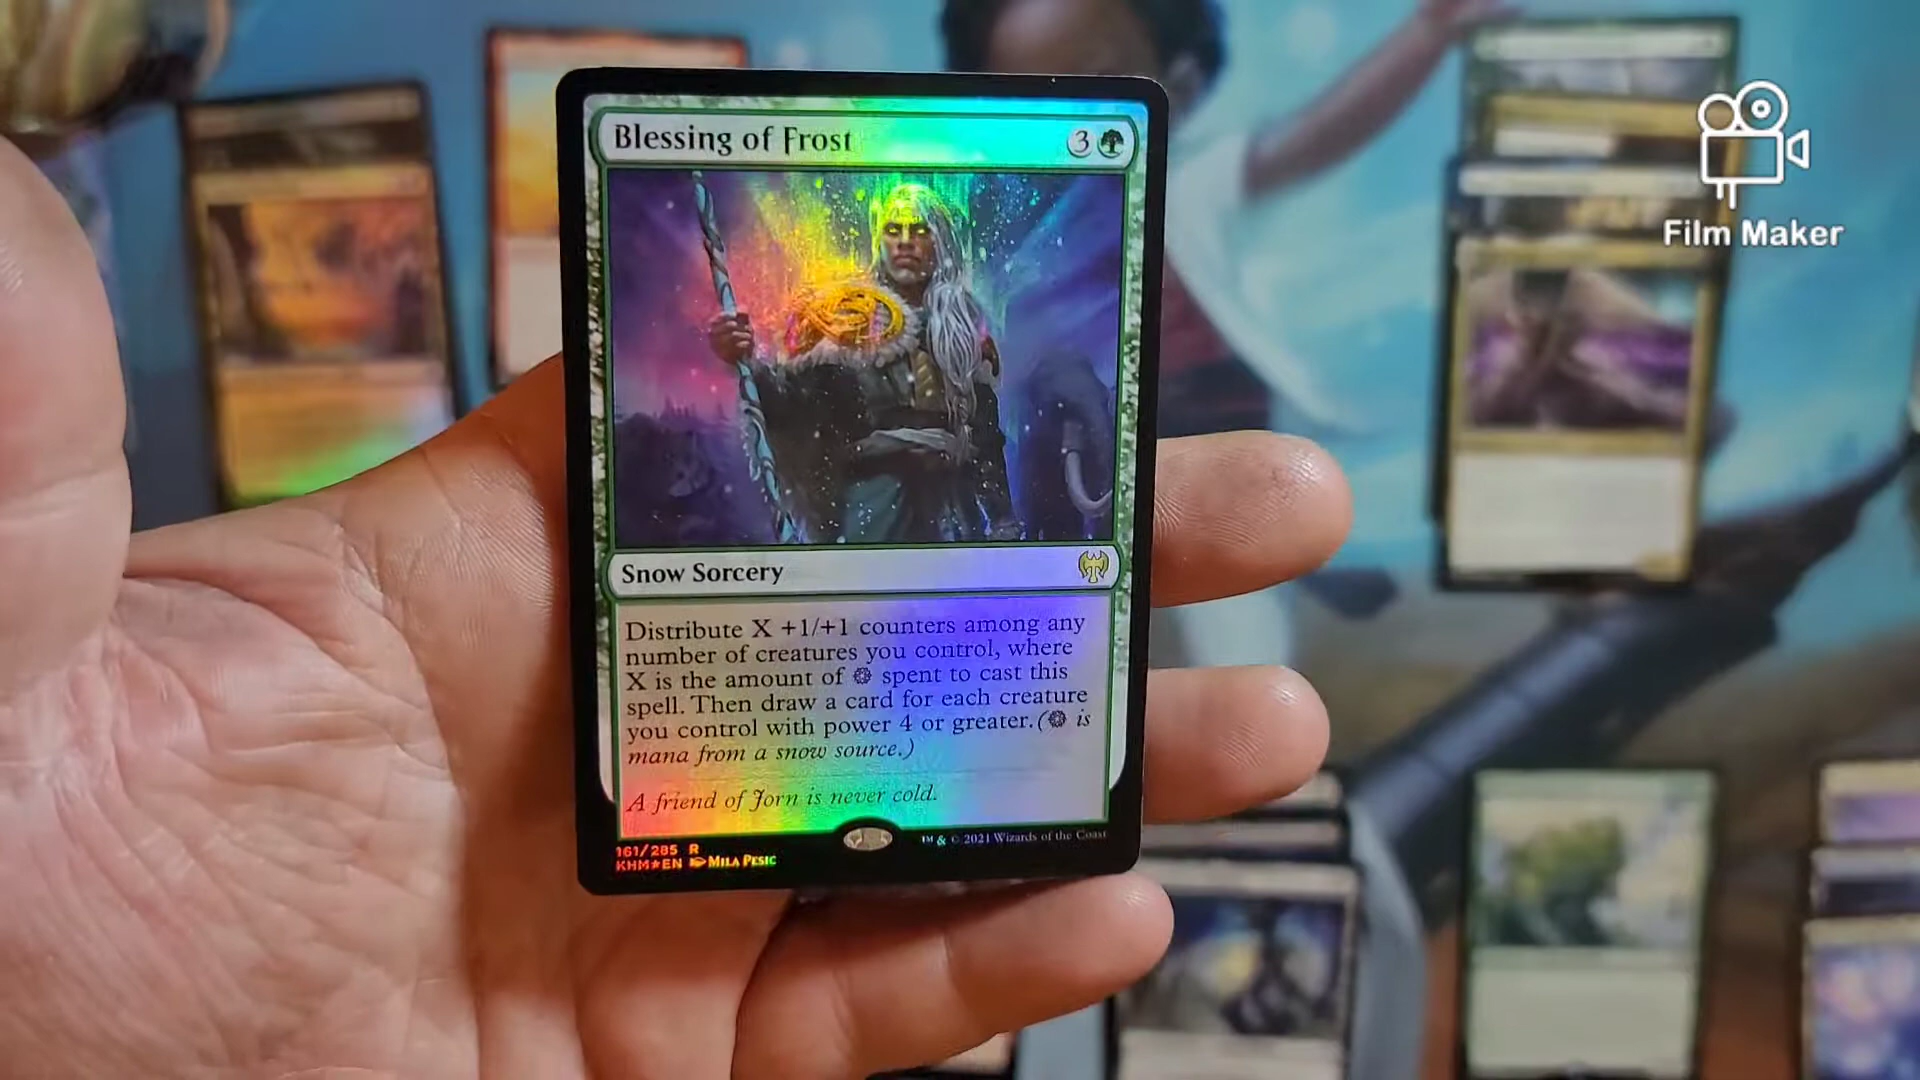 Blessing of Frost
3
Film Maker
Snow Sorcery
Distribute X +1/+1 counters among any
number of creatures you control, where
X is the amount of spent to cast this
spell. Then draw a card for each creature
you control with power 4 or greater. ( is
mana from a snow source.)
A friend of Jorn is never cold.
161/285 R
KHM★EN MILA PESIC
™ & © 2021 Wizards of the Coast